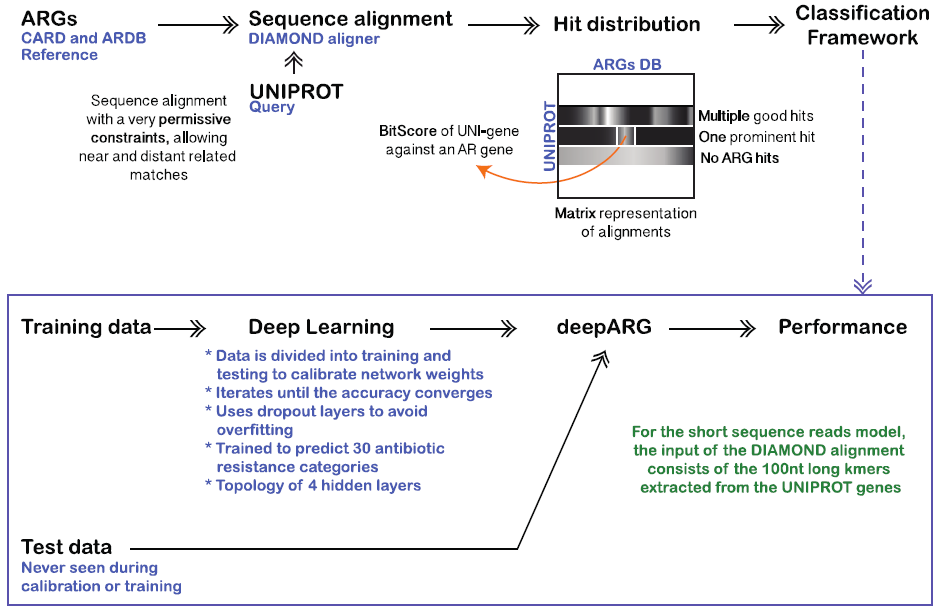 ARGs
CARD and ARDB
Reference
Sequence alignment
DIAMOND aligner
UNIPROT
Query
Hit distribution
Classification
Framework
Sequence alignment
with a very permissive
constraints, allowing
near and distant related
matches
BitScore of UNI-gene
against an AR gene
ARGs DB
UNIPROT
Multiple good hits
One prominent hit
No ARG hits
Matrix representation
of alignments
Training data
Deep Learning
* Data is divided into training and
testing to calibrate network weights
* Iterates until the accuracy converges
* Uses dropout layers to avoid
overfitting
* Trained to predict 30 antibiotic
resistance categories
* Topology of 4 hidden layers
deepARG
Performance
For the short sequence reads model,
the input of the DIAMOND alignment
consists of the 100nt long kmers
extracted from the UNIPROT genes
Test data
Never seen during
calibration or training